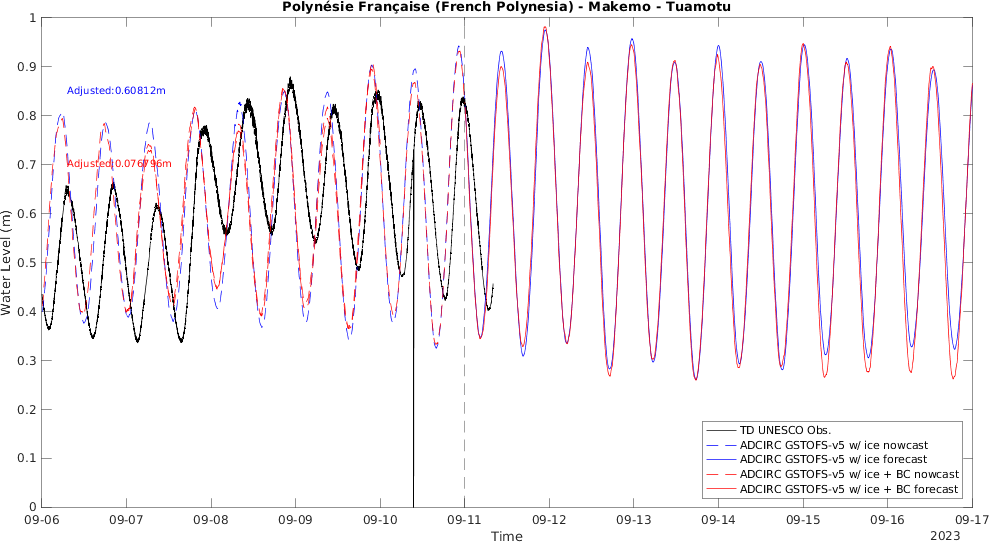 Polynésie Française (French Polynesia) - Makemo - Tuamotu
1
0.9
0.8
0.7
0.6
0.5
0.4
0.3
0.2
0.1
0
Water Level (m)
Adjusted:0.60812m
Adjusted:0.076796m
TD UNESCO Obs.
ADCIRC GSTOFS-v5 w/ ice nowcast
ADCIRC GSTOFS-v5 w/ ice forecast
ADCIRC GSTOFS-v5 w/ ice + BC nowcast
ADCIRC GSTOFS-v5 w/ ice + BC forecast
09-06 09-07 09-08 09-09 09-10 09-11 09-12 09-13 09-14 09-15 09-16 09-17
Time
2023